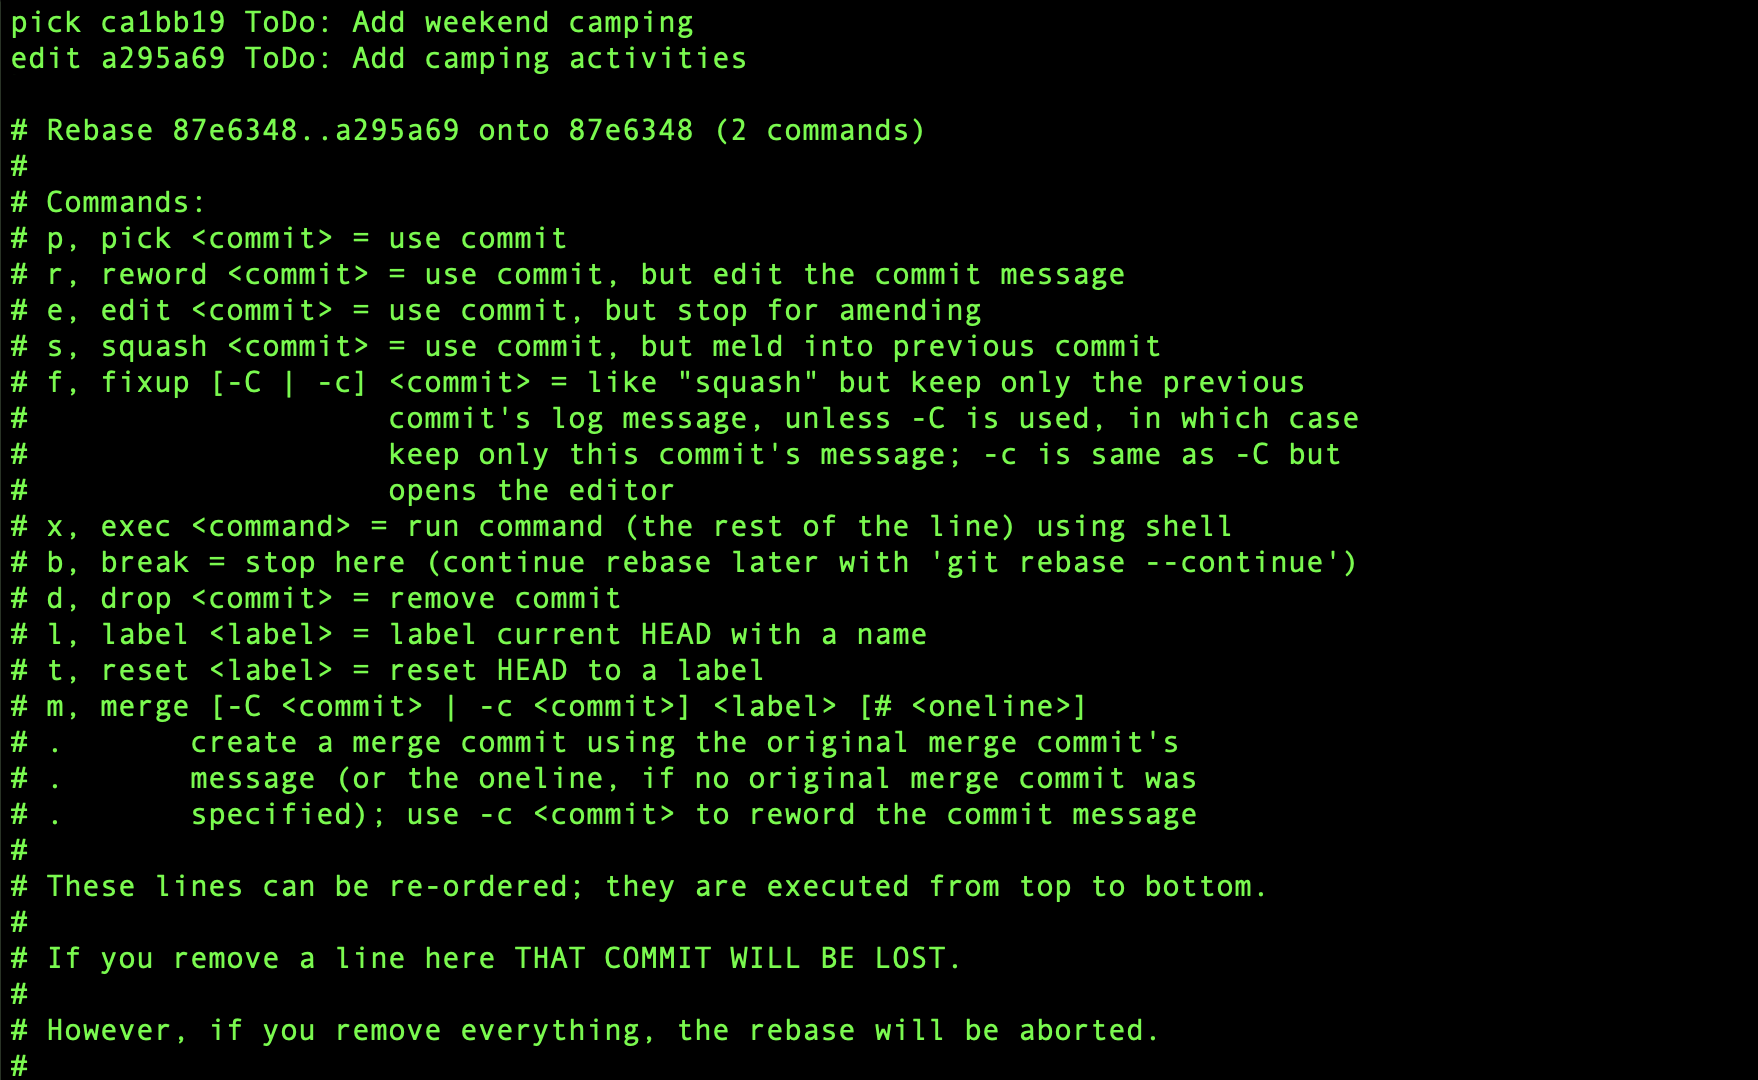 pick ca1bb19 ToDo: Add weekend camping
edit a295a69 ToDo: Add camping activities

# Rebase 87e6348..a295a69 onto 87e6348 (2 commands)
#
# Commands:
# p, pick <commit> = use commit
# r, reword <commit> = use commit, but edit the commit message
# e, edit <commit> = use commit, but stop for amending
# s, squash <commit> = use commit, but meld into previous commit
# f, fixup [-C | -c] <commit> = like "squash" but keep only the previous
#                    commit's log message, unless -C is used, in which case
#                    keep only this commit's message; -c is same as -C but
#                    opens the editor
# x, exec <command> = run command (the rest of the line) using shell
# b, break = stop here (continue rebase later with 'git rebase --continue')
# d, drop <commit> = remove commit
# l, label <label> = label current HEAD with a name
# t, reset <label> = reset HEAD to a label
# m, merge [-C <commit> | -c <commit>] <label> [# <oneline>]
# .       create a merge commit using the original merge commit's
# .       message (or the oneline, if no original merge commit was
# .       specified); use -c <commit> to reword the commit message
#
# These lines can be re-ordered; they are executed from top to bottom.
#
# If you remove a line here THAT COMMIT WILL BE LOST.
#
# However, if you remove everything, the rebase will be aborted.
#